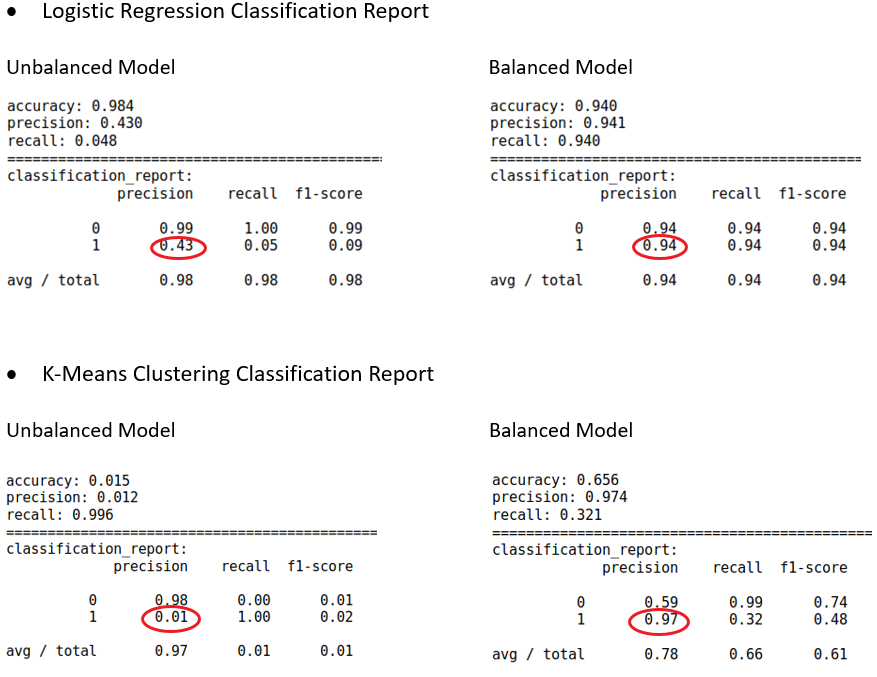 • Logistic Regression Classification Report
Unbalanced Model
accuracy: 0.984
precision: 0.430
recall: 0.048
=============================================
classification_report:
precision recall f1-score
0 0.99 1.00 0.99
1 0.43 0.05 0.09
avg / total 0.98 0.98 0.98
Balanced Model
accuracy: 0.940
precision: 0.941
recall: 0.940
=============================================
classification_report:
precision recall f1-score
0 0.94 0.94 0.94
1 0.94 0.94 0.94
avg / total 0.94 0.94 0.94
• K-Means Clustering Classification Report
Unbalanced Model
accuracy: 0.015
precision: 0.012
recall: 0.996
=============================================
classification_report:
precision recall f1-score
0 0.98 0.00 0.01
1 0.01 1.00 0.02
avg / total 0.97 0.01 0.01
Balanced Model
accuracy: 0.656
precision: 0.974
recall: 0.321
=============================================
classification_report:
precision recall f1-score
0 0.59 0.99 0.74
1 0.97 0.32 0.48
avg / total 0.78 0.66 0.61